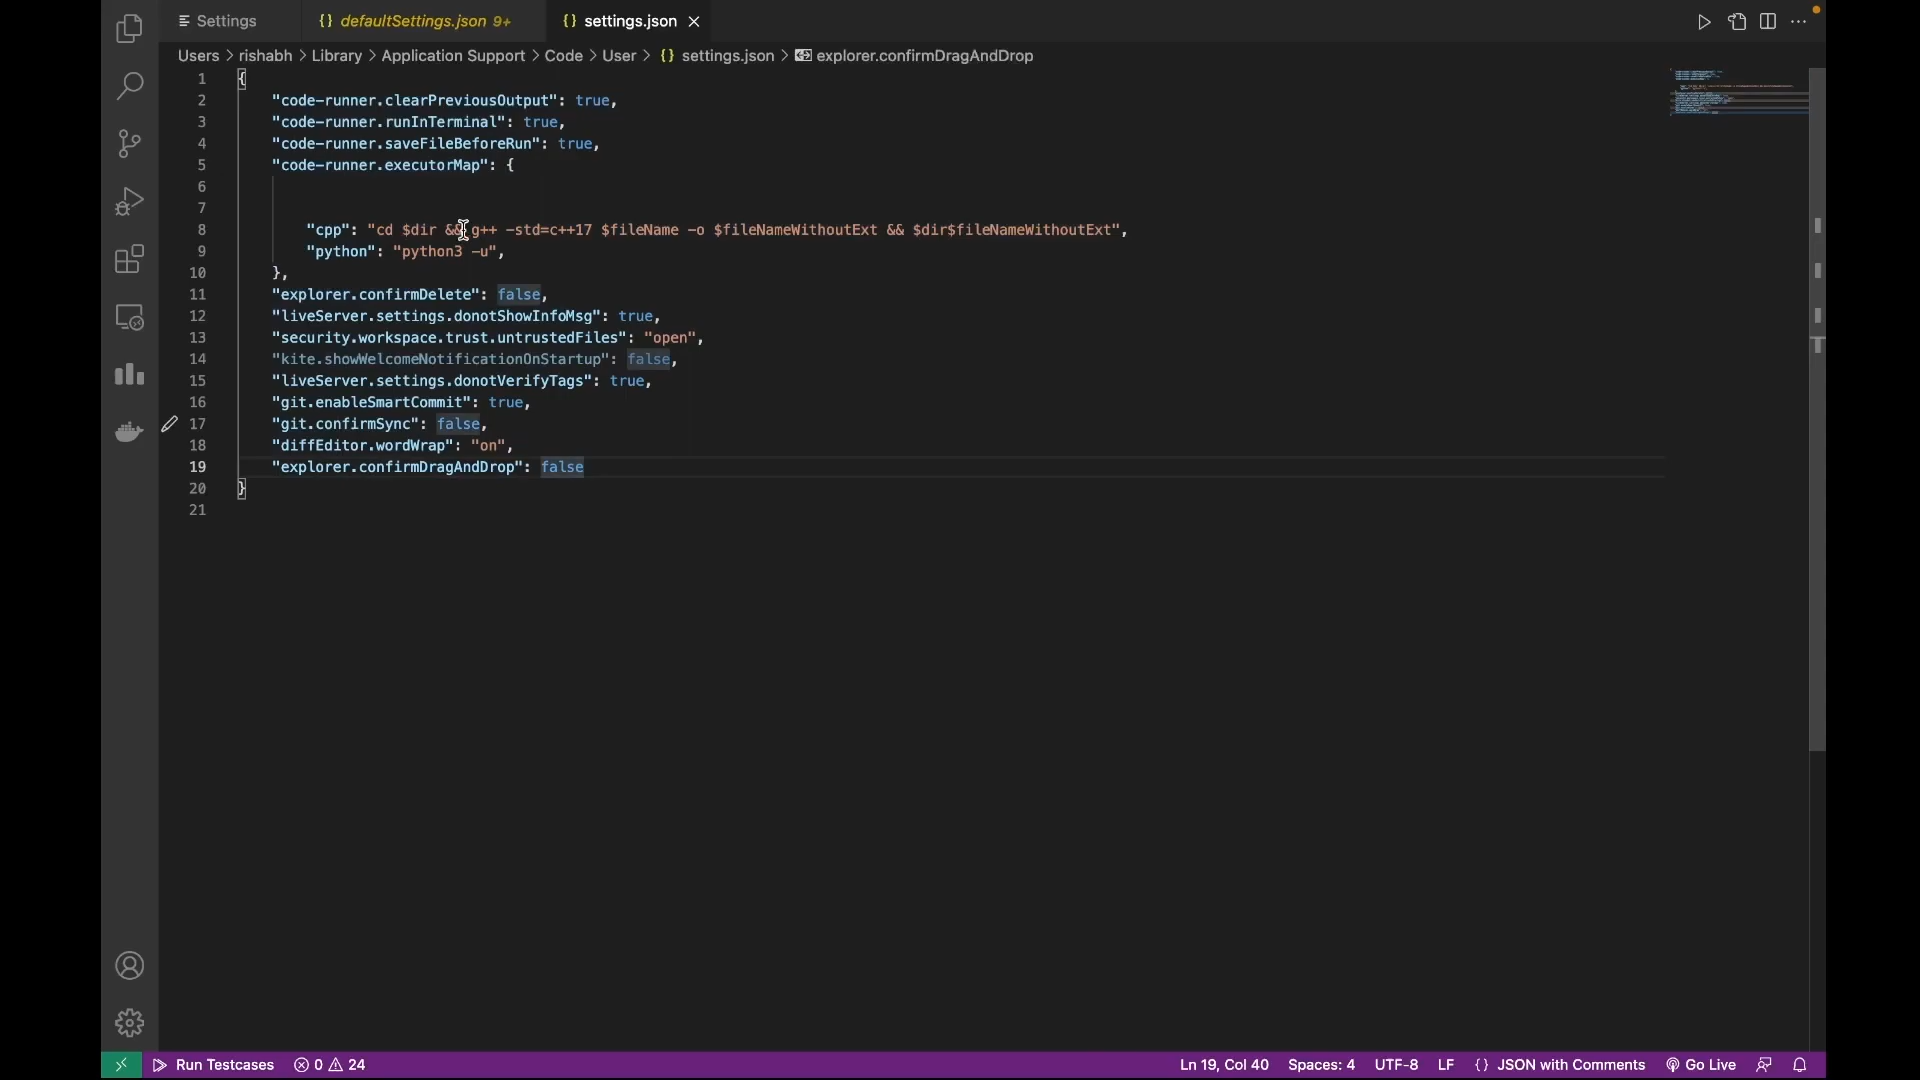 Settings
{} defaultSettings.json 9+
{} settings.json
Users > rishabh > Library > Application Support > Code > User > {} settings.json > explorer.confirmDragAndDrop
1 {
2 "code-runner.clearPreviousOutput": true,
3 "code-runner.runInTerminal": true,
4 "code-runner.saveFileBeforeRun": true,
5 "code-runner.executorMap": {
6
7
8 "cpp": "cd $dir && g++ -std=c++17 $fileName -o $fileNameWithoutExt && $dir$fileNameWithoutExt",
9 "python": "python3 -u",
10 },
11 "explorer.confirmDelete": false,
12 "liveServer.settings.donotShowInfoMsg": true,
13 "security.workspace.trust.untrustedFiles": "open",
14 "kite.showWelcomeNotificationOnStartup": false,
15 "liveServer.settings.donotVerifyTags": true,
16 "git.enableSmartCommit": true,
17 "git.confirmSync": false,
18 "diffEditor.wordWrap": "on",
19 "explorer.confirmDragAndDrop": false
20 }
21
Run Testcases 0 24 Ln 19, Col 40 Spaces: 4 UTF-8 LF {} JSON with Comments Go Live